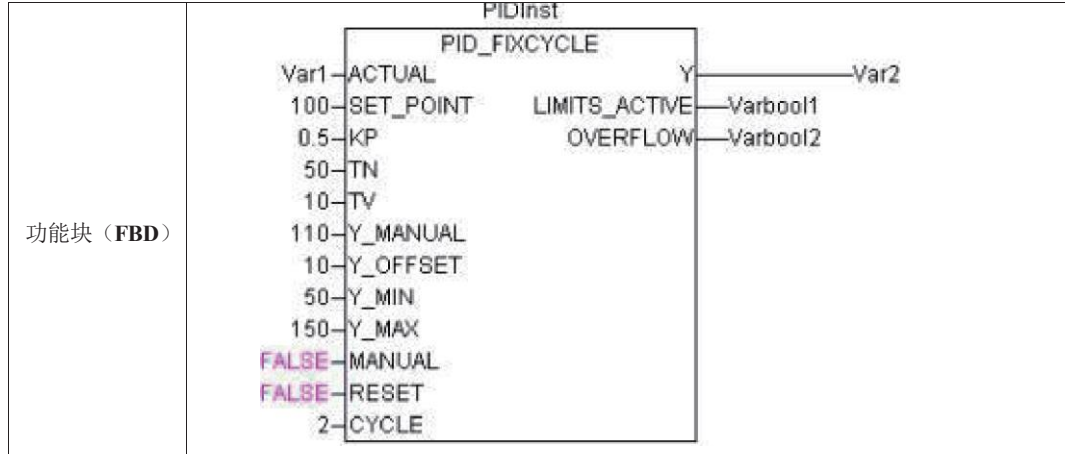 功能块（FBD）
PIDInst
PID_FIXCYCLE
Var1 ACTUAL Y Var2
100 SET_POINT LIMITS_ACTIVE Varbool1
0.5 KP OVERFLOW Varbool2
50 TN
10 TV
110 Y_MANUAL
10 Y_OFFSET
50 Y_MIN
150 Y_MAX
FALSE MANUAL
FALSE RESET
2 CYCLE